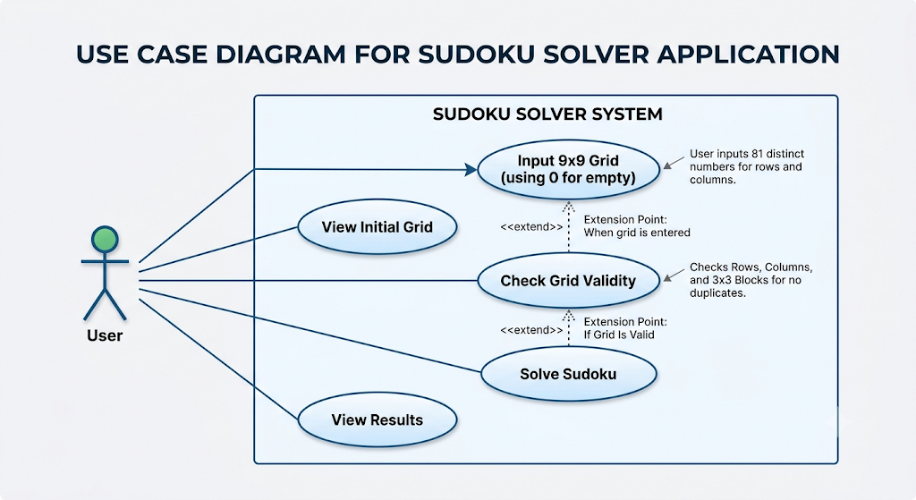 USE CASE DIAGRAM FOR SUDOKU SOLVER APPLICATION
SUDOKU SOLVER SYSTEM
Input 9x9 Grid
(using 0 for empty)
User inputs 81 distinct
numbers for rows and
columns.
View Initial Grid
<<extend>>
Extension Point:
When grid is entered
Check Grid Validity
Checks Rows, Columns,
and 3x3 Blocks for no
duplicates.
User
<<extend>>
Extension Point:
If Grid Is Valid
Solve Sudoku
View Results